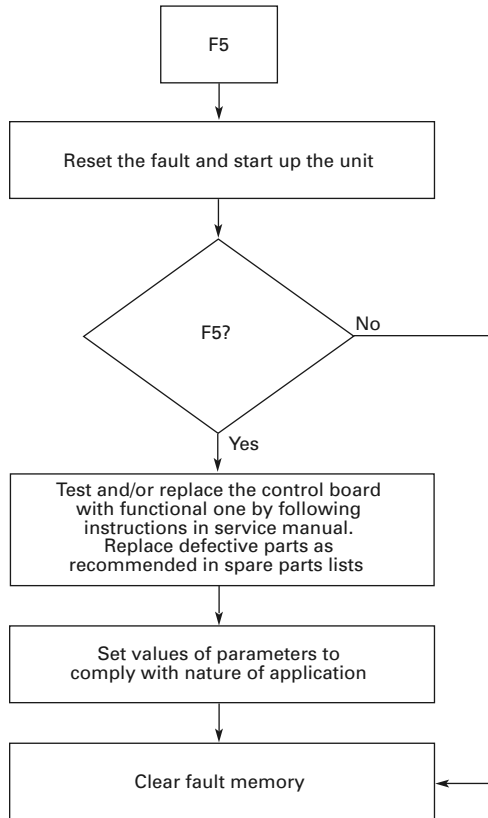 F5
Reset the fault and start up the unit
F5?
No
Yes
Test and/or replace the control board
with functional one by following
instructions in service manual.
Replace defective parts as
recommended in spare parts lists
Set values of parameters to
comply with nature of application
Clear fault memory